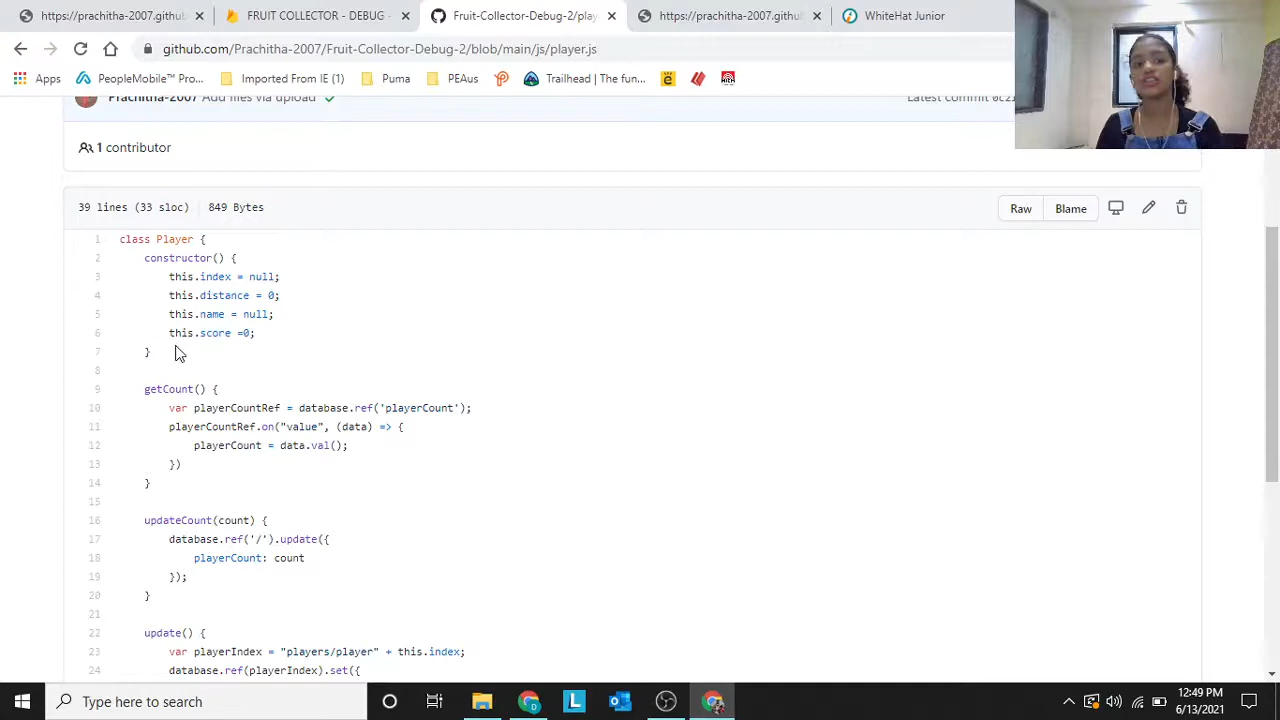 https://prachitha-2007.github
FRUIT COLLECTOR - DEBUG -
Fruit-Collector-Debug-2/play
https://prachitha-2007.github
WhiteHat Junior
github.com/Prachitha-2007/Fruit-Collector-Debug-2/blob/main/js/player.js
Apps
PeopleMobile™ Pro...
Imported From IE (1)
Puma
PEAus
Trailhead | The fun...
Prachitha-2007 Add files via upload
Latest commit 0c2
1 contributor
39 lines (33 sloc) 849 Bytes
Raw Blame
1 class Player {
2 constructor() {
3 this.index = null;
4 this.distance = 0;
5 this.name = null;
6 this.score =0;
7 }
8
9 getCount() {
10 var playerCountRef = database.ref('playerCount');
11 playerCountRef.on("value", (data) => {
12 playerCount = data.val();
13 })
14 }
15
16 updateCount(count) {
17 database.ref('/').update({
18 playerCount: count
19 });
20 }
21
22 update() {
23 var playerIndex = "players/player" + this.index;
24 database.ref(playerIndex).set({
Type here to search
12:49 PM
6/13/2021